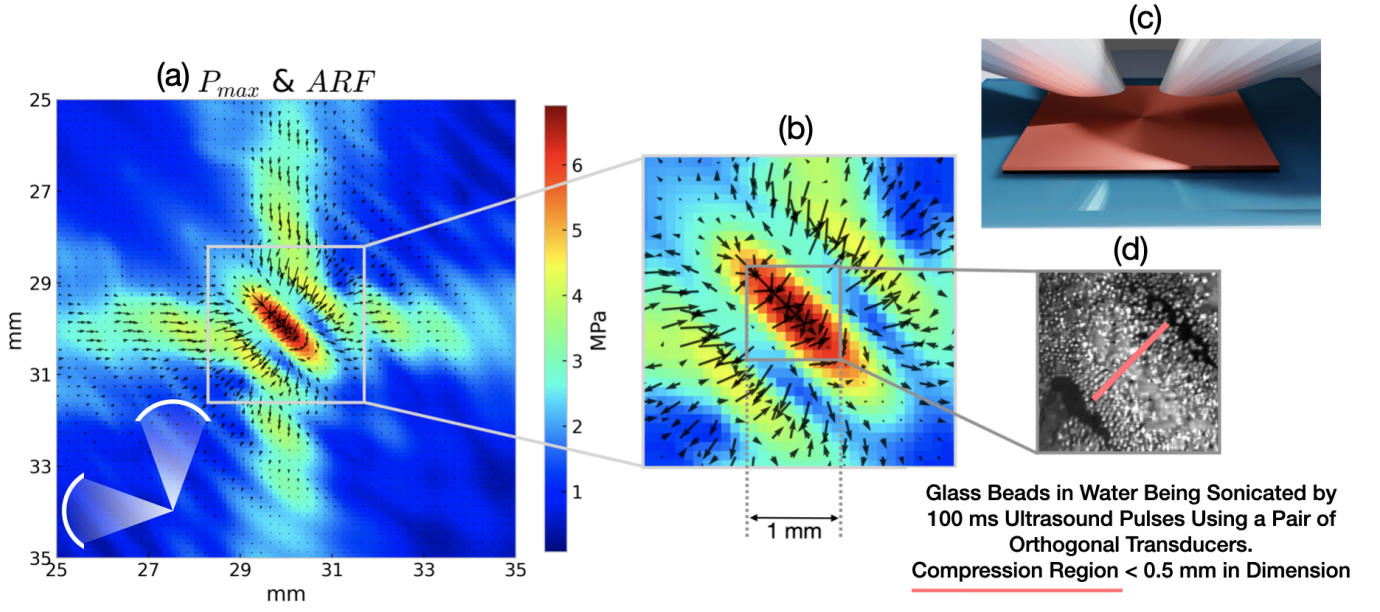 (a) Pmax & ARF
25
27
29
31
33
35
mm
25 27 29 31 33 35
mm
6
5
4
3
2
1
MPa
(b)
1 mm
(c)
(d)
Glass Beads in Water Being Sonicated by
100 ms Ultrasound Pulses Using a Pair of
Orthogonal Transducers.
Compression Region < 0.5 mm in Dimension